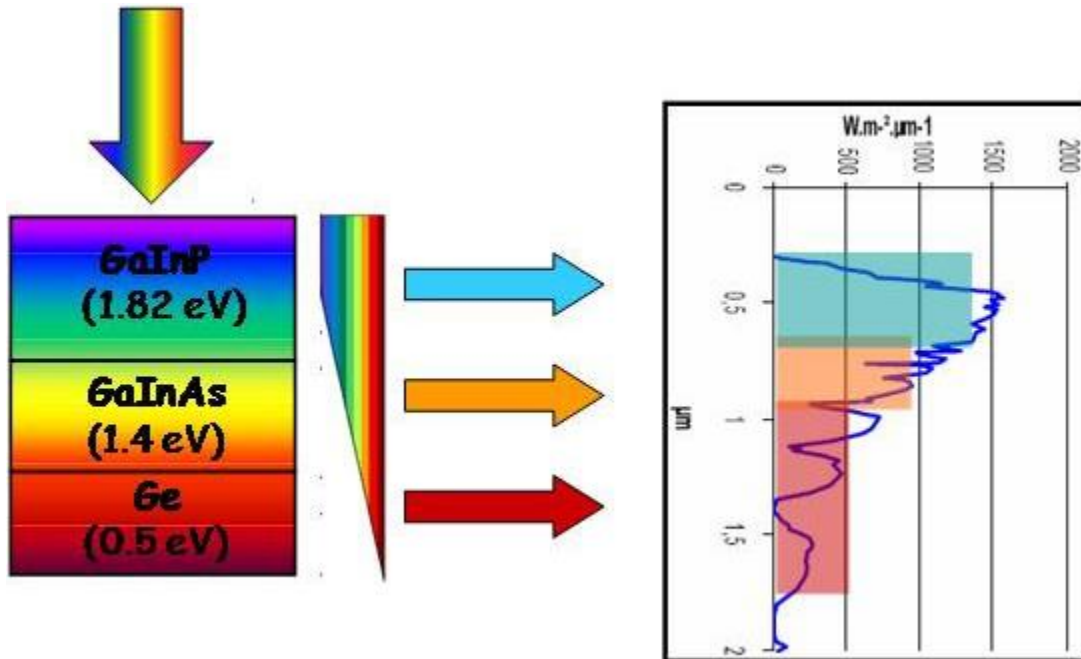 GaInP
(1.82 eV)
GaInAs
(1.4 eV)
Ge
(0.5 eV)
W.m-².µm-1
0
500
1000
1500
2000
0
0,5
1
1,5
2
µm